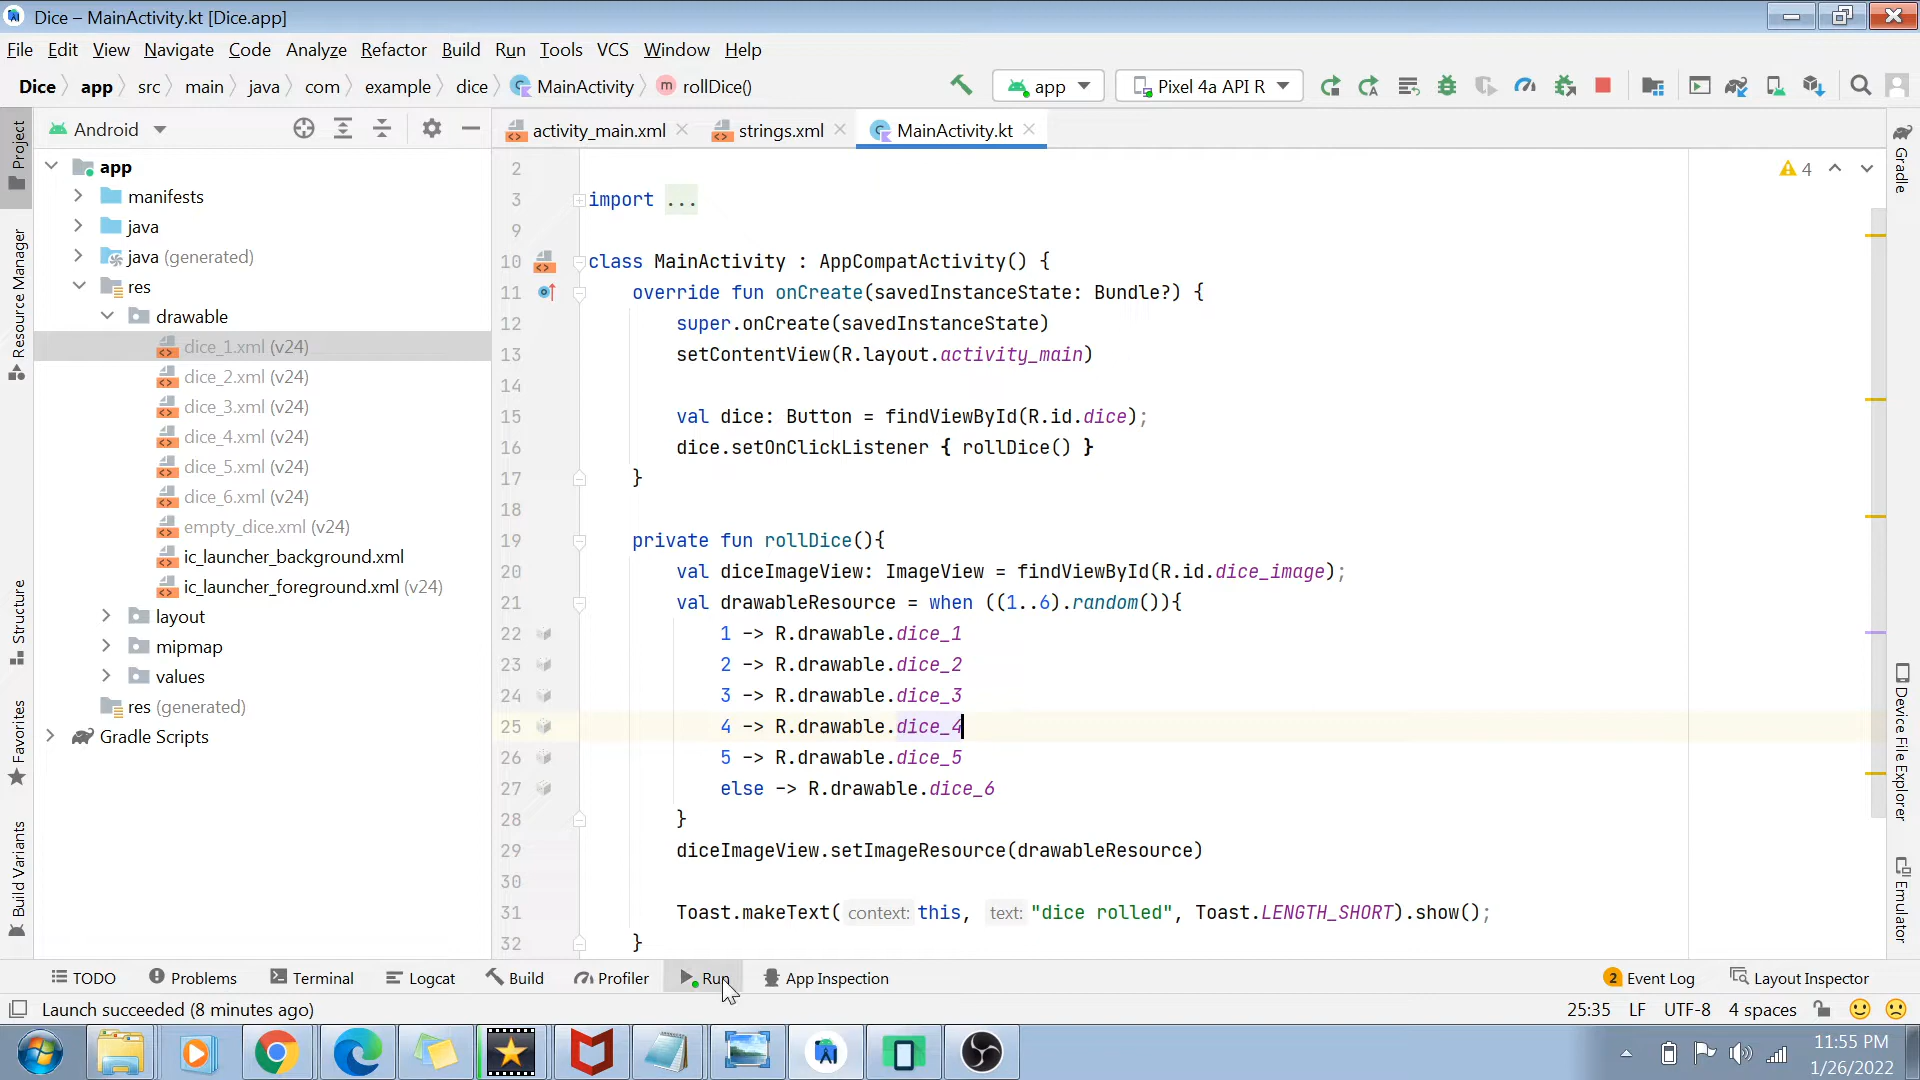 Dice – MainActivity.kt [Dice.app]
File Edit View Navigate Code Analyze Refactor Build Run Tools VCS Window Help
Dice app src main java com example dice MainActivity rollDice() app Pixel 4a API R
Android activity_main.xml strings.xml MainActivity.kt
Project
Resource Manager
Structure
Favorites
Build Variants
app
manifests
java
java (generated)
res
drawable
dice_1.xml (v24)
dice_2.xml (v24)
dice_3.xml (v24)
dice_4.xml (v24)
dice_5.xml (v24)
dice_6.xml (v24)
empty_dice.xml (v24)
ic_launcher_background.xml
ic_launcher_foreground.xml (v24)
layout
mipmap
values
res (generated)
Gradle Scripts
4
2
3 import ...
9
10 class MainActivity : AppCompatActivity() {
11 override fun onCreate(savedInstanceState: Bundle?) {
12 super.onCreate(savedInstanceState)
13 setContentView(R.layout.activity_main)
14
15 val dice: Button = findViewById(R.id.dice);
16 dice.setOnClickListener { rollDice() }
17 }
18
19 private fun rollDice(){
20 val diceImageView: ImageView = findViewById(R.id.dice_image);
21 val drawableResource = when ((1..6).random()){
22 1 -> R.drawable.dice_1
23 2 -> R.drawable.dice_2
24 3 -> R.drawable.dice_3
25 4 -> R.drawable.dice_4
26 5 -> R.drawable.dice_5
27 else -> R.drawable.dice_6
28 }
29 diceImageView.setImageResource(drawableResource)
30
31 Toast.makeText( context: this, text: "dice rolled", Toast.LENGTH_SHORT).show();
32 }
Gradle
Device File Explorer
Emulator
TODO Problems Terminal Logcat Build Profiler Run App Inspection 2 Event Log Layout Inspector
Launch succeeded (8 minutes ago) 25:35 LF UTF-8 4 spaces
11:55 PM
1/26/2022